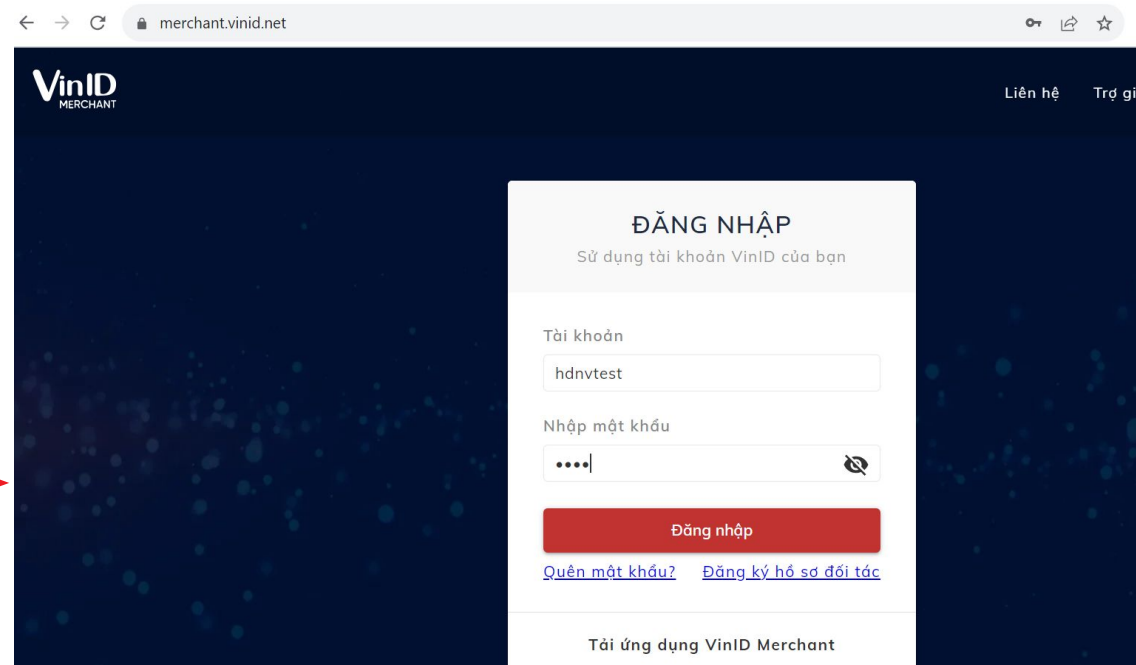 merchant.vinid.net
VinID
MERCHANT
Liên hệ
Trợ gi
ĐĂNG NHẬP
Sử dụng tài khoản VinID của bạn
Tài khoản
hdnvtest
Nhập mật khẩu
••••
Đăng nhập
Quên mật khẩu? Đăng ký hồ sơ đối tác
Tải ứng dụng VinID Merchant